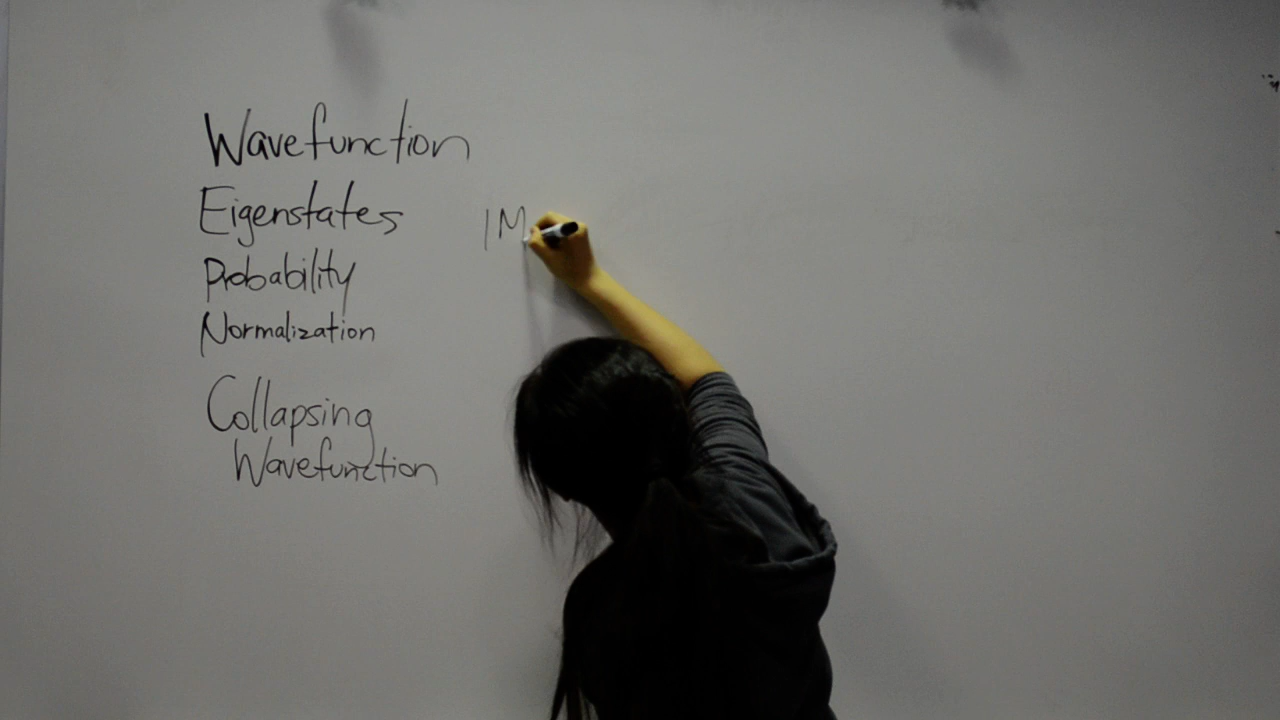 Wavefunction
Eigenstates
|M
Probability
Normalization
Collapsing
Wavefunction